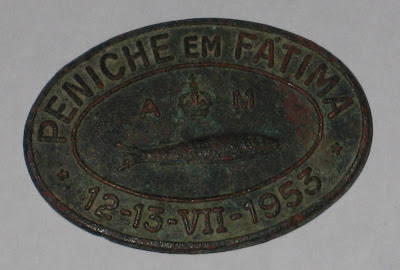 PENICHE EM FÁTIMA
A M
12-13-VII-1953